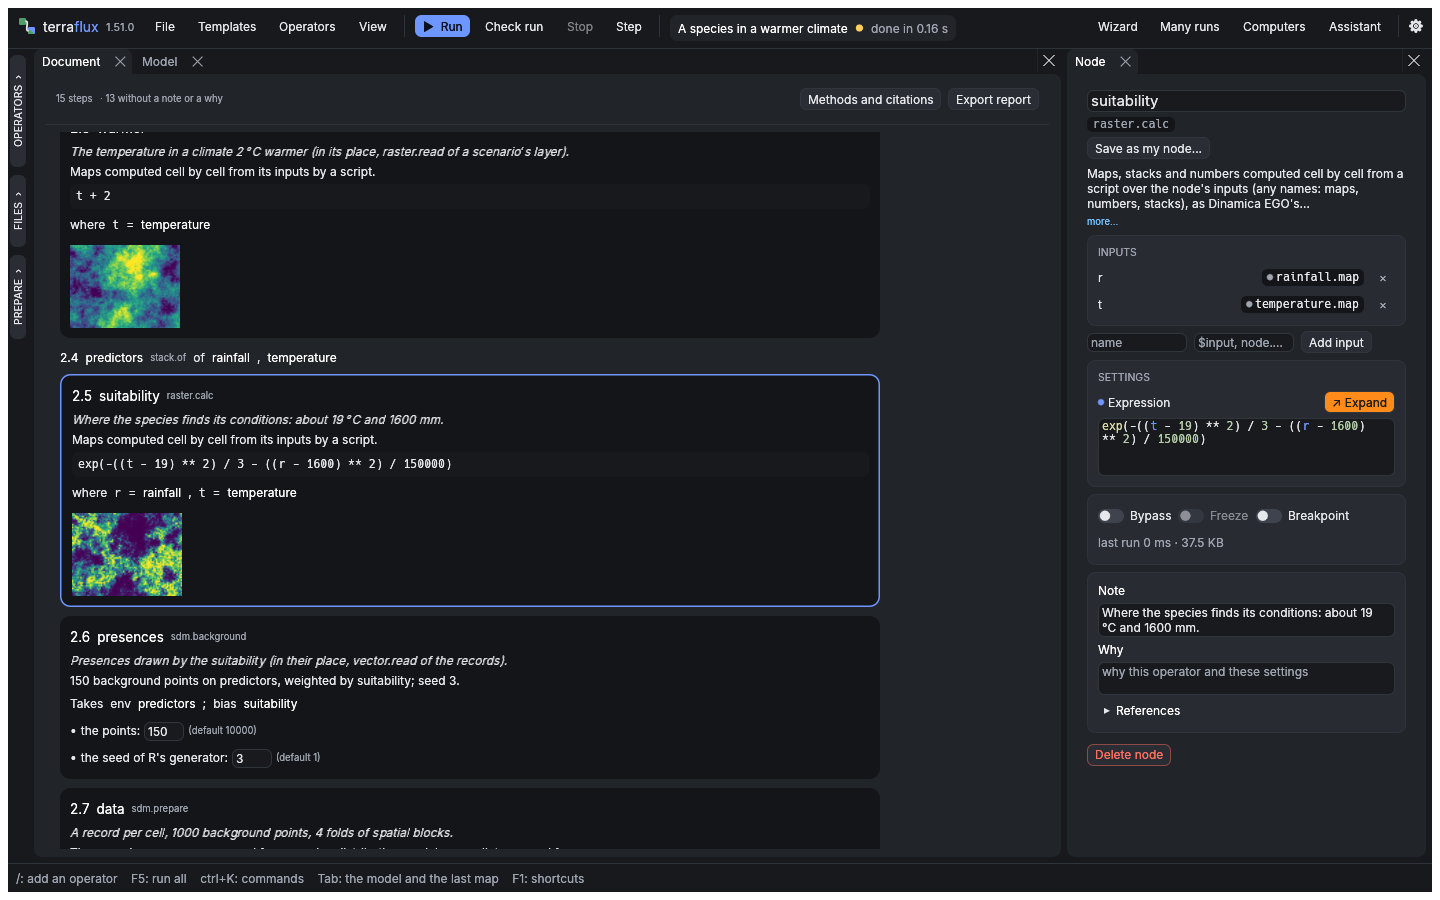 terraflux 1.51.0 File Templates Operators View Run Check run Stop Step A species in a warmer climate done in 0.16 s Wizard Many runs Computers Assistant
Document Model Node
OPERATORS
FILES
PREPARE
15 steps · 13 without a note or a why Methods and citations Export report
The temperature in a climate 2 °C warmer (in its place, raster.read of a scenario's layer).
Maps computed cell by cell from its inputs by a script.
t + 2
where t = temperature
2.4 predictors stack.of of rainfall , temperature
2.5 suitability raster.calc
Where the species finds its conditions: about 19 °C and 1600 mm.
Maps computed cell by cell from its inputs by a script.
exp(-((t - 19) ** 2) / 3 - ((r - 1600) ** 2) / 150000)
where r = rainfall , t = temperature
2.6 presences sdm.background
Presences drawn by the suitability (in their place, vector.read of the records).
150 background points on predictors, weighted by suitability; seed 3.
Takes env predictors ; bias suitability
• the points: 150 (default 10000)
• the seed of R's generator: 3 (default 1)
2.7 data sdm.prepare
A record per cell, 1000 background points, 4 folds of spatial blocks.
suitability
raster.calc
Save as my node...
Maps, stacks and numbers computed cell by cell from a
script over the node's inputs (any names: maps,
numbers, stacks), as Dinamica EGO's...
more...
INPUTS
r rainfall.map ×
t temperature.map ×
name $input, node.... Add input
SETTINGS
Expression ↗ Expand
exp(-((t - 19) ** 2) / 3 - ((r - 1600)
** 2) / 150000)
Bypass Freeze Breakpoint
last run 0 ms · 37.5 KB
Note
Where the species finds its conditions: about 19
°C and 1600 mm.
Why
why this operator and these settings
▸ References
Delete node
/: add an operator F5: run all ctrl+K: commands Tab: the model and the last map F1: shortcuts